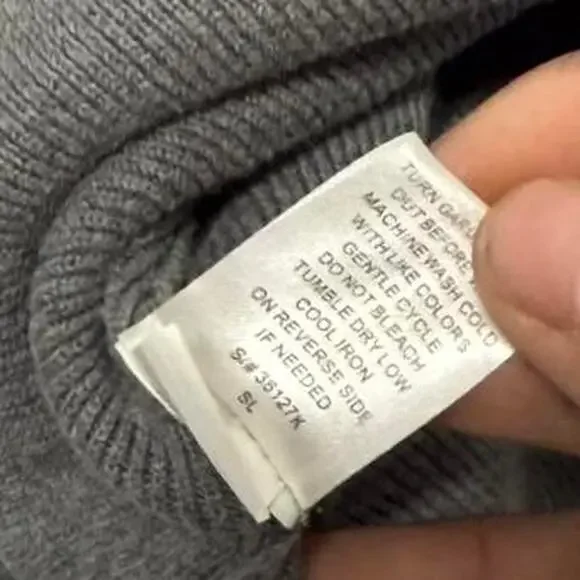 TURN GAR
OUT BEFORE
MACHINE WASH COLD
WITH LIKE COLORS
GENTLE CYCLE
DO NOT BLEACH
TUMBLE DRY LOW
COOL IRON
ON REVERSE SIDE
IF NEEDED
S/# 36127K
SL